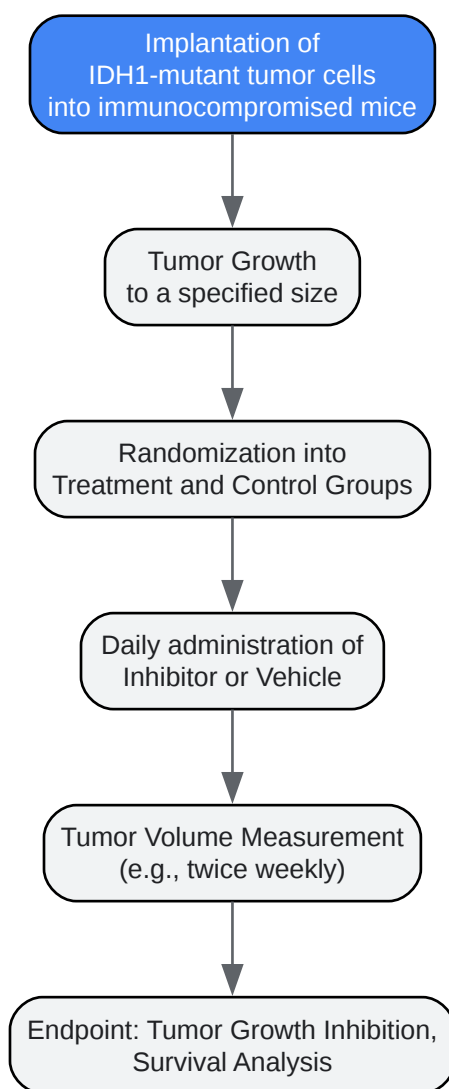 Implantation of
IDH1-mutant tumor cells
into immunocompromised mice
Tumor Growth
to a specified size
Randomization into
Treatment and Control Groups
Daily administration of
Inhibitor or Vehicle
Tumor Volume Measurement
(e.g., twice weekly)
Endpoint: Tumor Growth Inhibition,
Survival Analysis